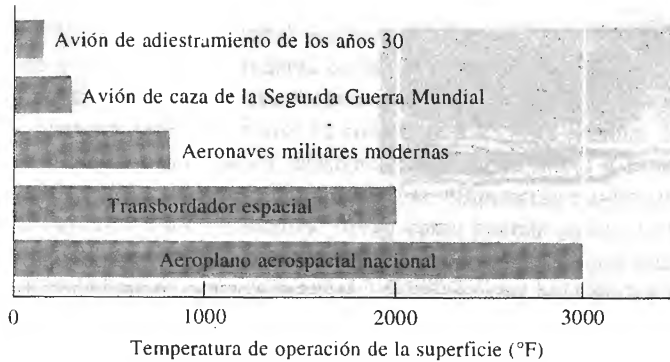 Avión de adiestramiento de los años 30
Avión de caza de la Segunda Guerra Mundial
Aeronaves militares modernas
Transbordador espacial
Aeroplano aerospacial nacional
0 1000 2000 3000
Temperatura de operación de la superficie (°F)